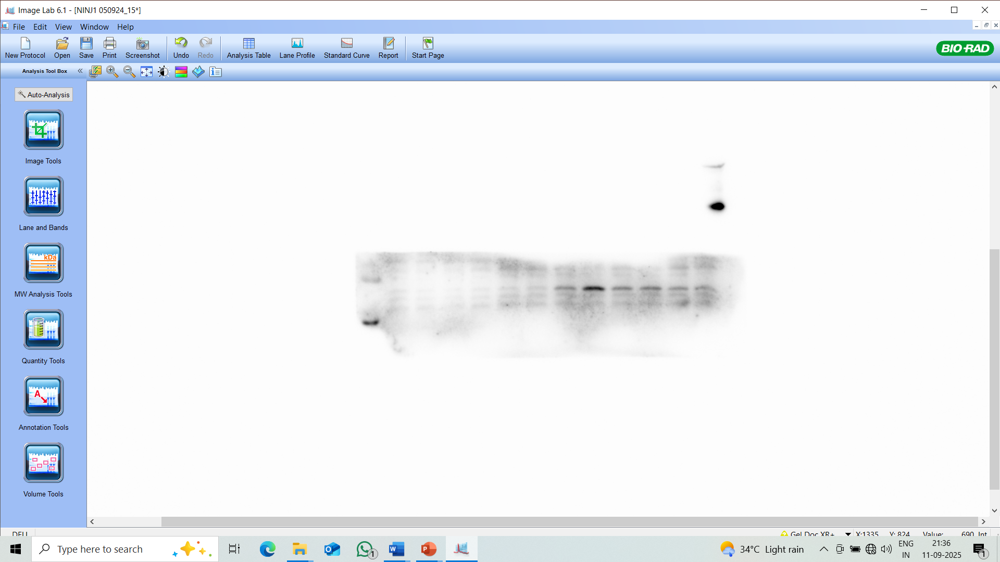 Image Lab 6.1 - [NINJ1 050924_15*]
File Edit View Window Help
New Protocol Open Save Print Screenshot Undo Redo Analysis Table Lane Profile Standard Curve Report Start Page
BIO-RAD
Analysis Tool Box
Auto-Analysis
Image Tools
Lane and Bands
kDa
MW Analysis Tools
Quantity Tools
A
Annotation Tools
Volume Tools
Gel Doc XR+ X:1335 Y: 824 Value: 690 Int
Type here to search
1
W
P
34°C Light rain
ENG
IN
21:36
11-09-2025
1